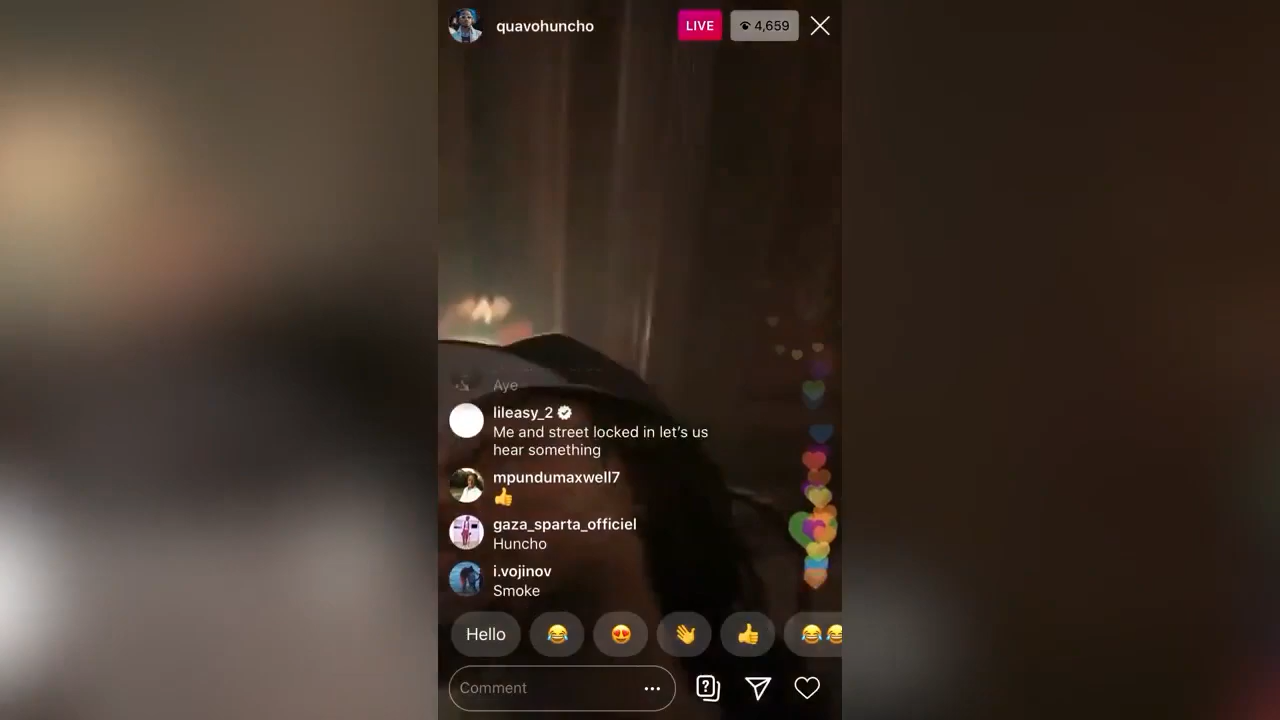 quavohuncho
LIVE
4,659
Aye
lileasy_2
Me and street locked in let's us
hear something
mpundumaxwell7
gaza_sparta_officiel
Huncho
i.vojinov
Smoke
Hello
Comment